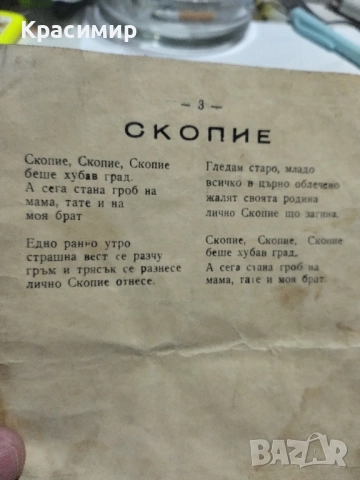 Красимир
— 3 —
СКОПИЕ
Скопие, Скопие, Скопие
беше хубав град.
А сега стана гроб на
мама, тате и на
моя брат
Едно ранно утро
страшна вест се разчу
гръм и трясък се разнесе
лично Скопие отнесе.
Гледам старо, младо
всичко в църно облечено
жалят своята родина
лично Скопие що загина.
Скопие, Скопие, Скопие
беше хубав град.
А сега стана гроб на
мама, тате и моя брат.
BAZAR
bg